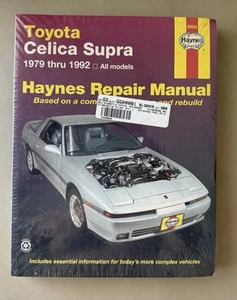 Toyota
Celica Supra
1979 thru 1992 □ All models
Haynes
Haynes Repair Manual
Based on a com and rebuild
Includes essential information for today's more complex vehicles